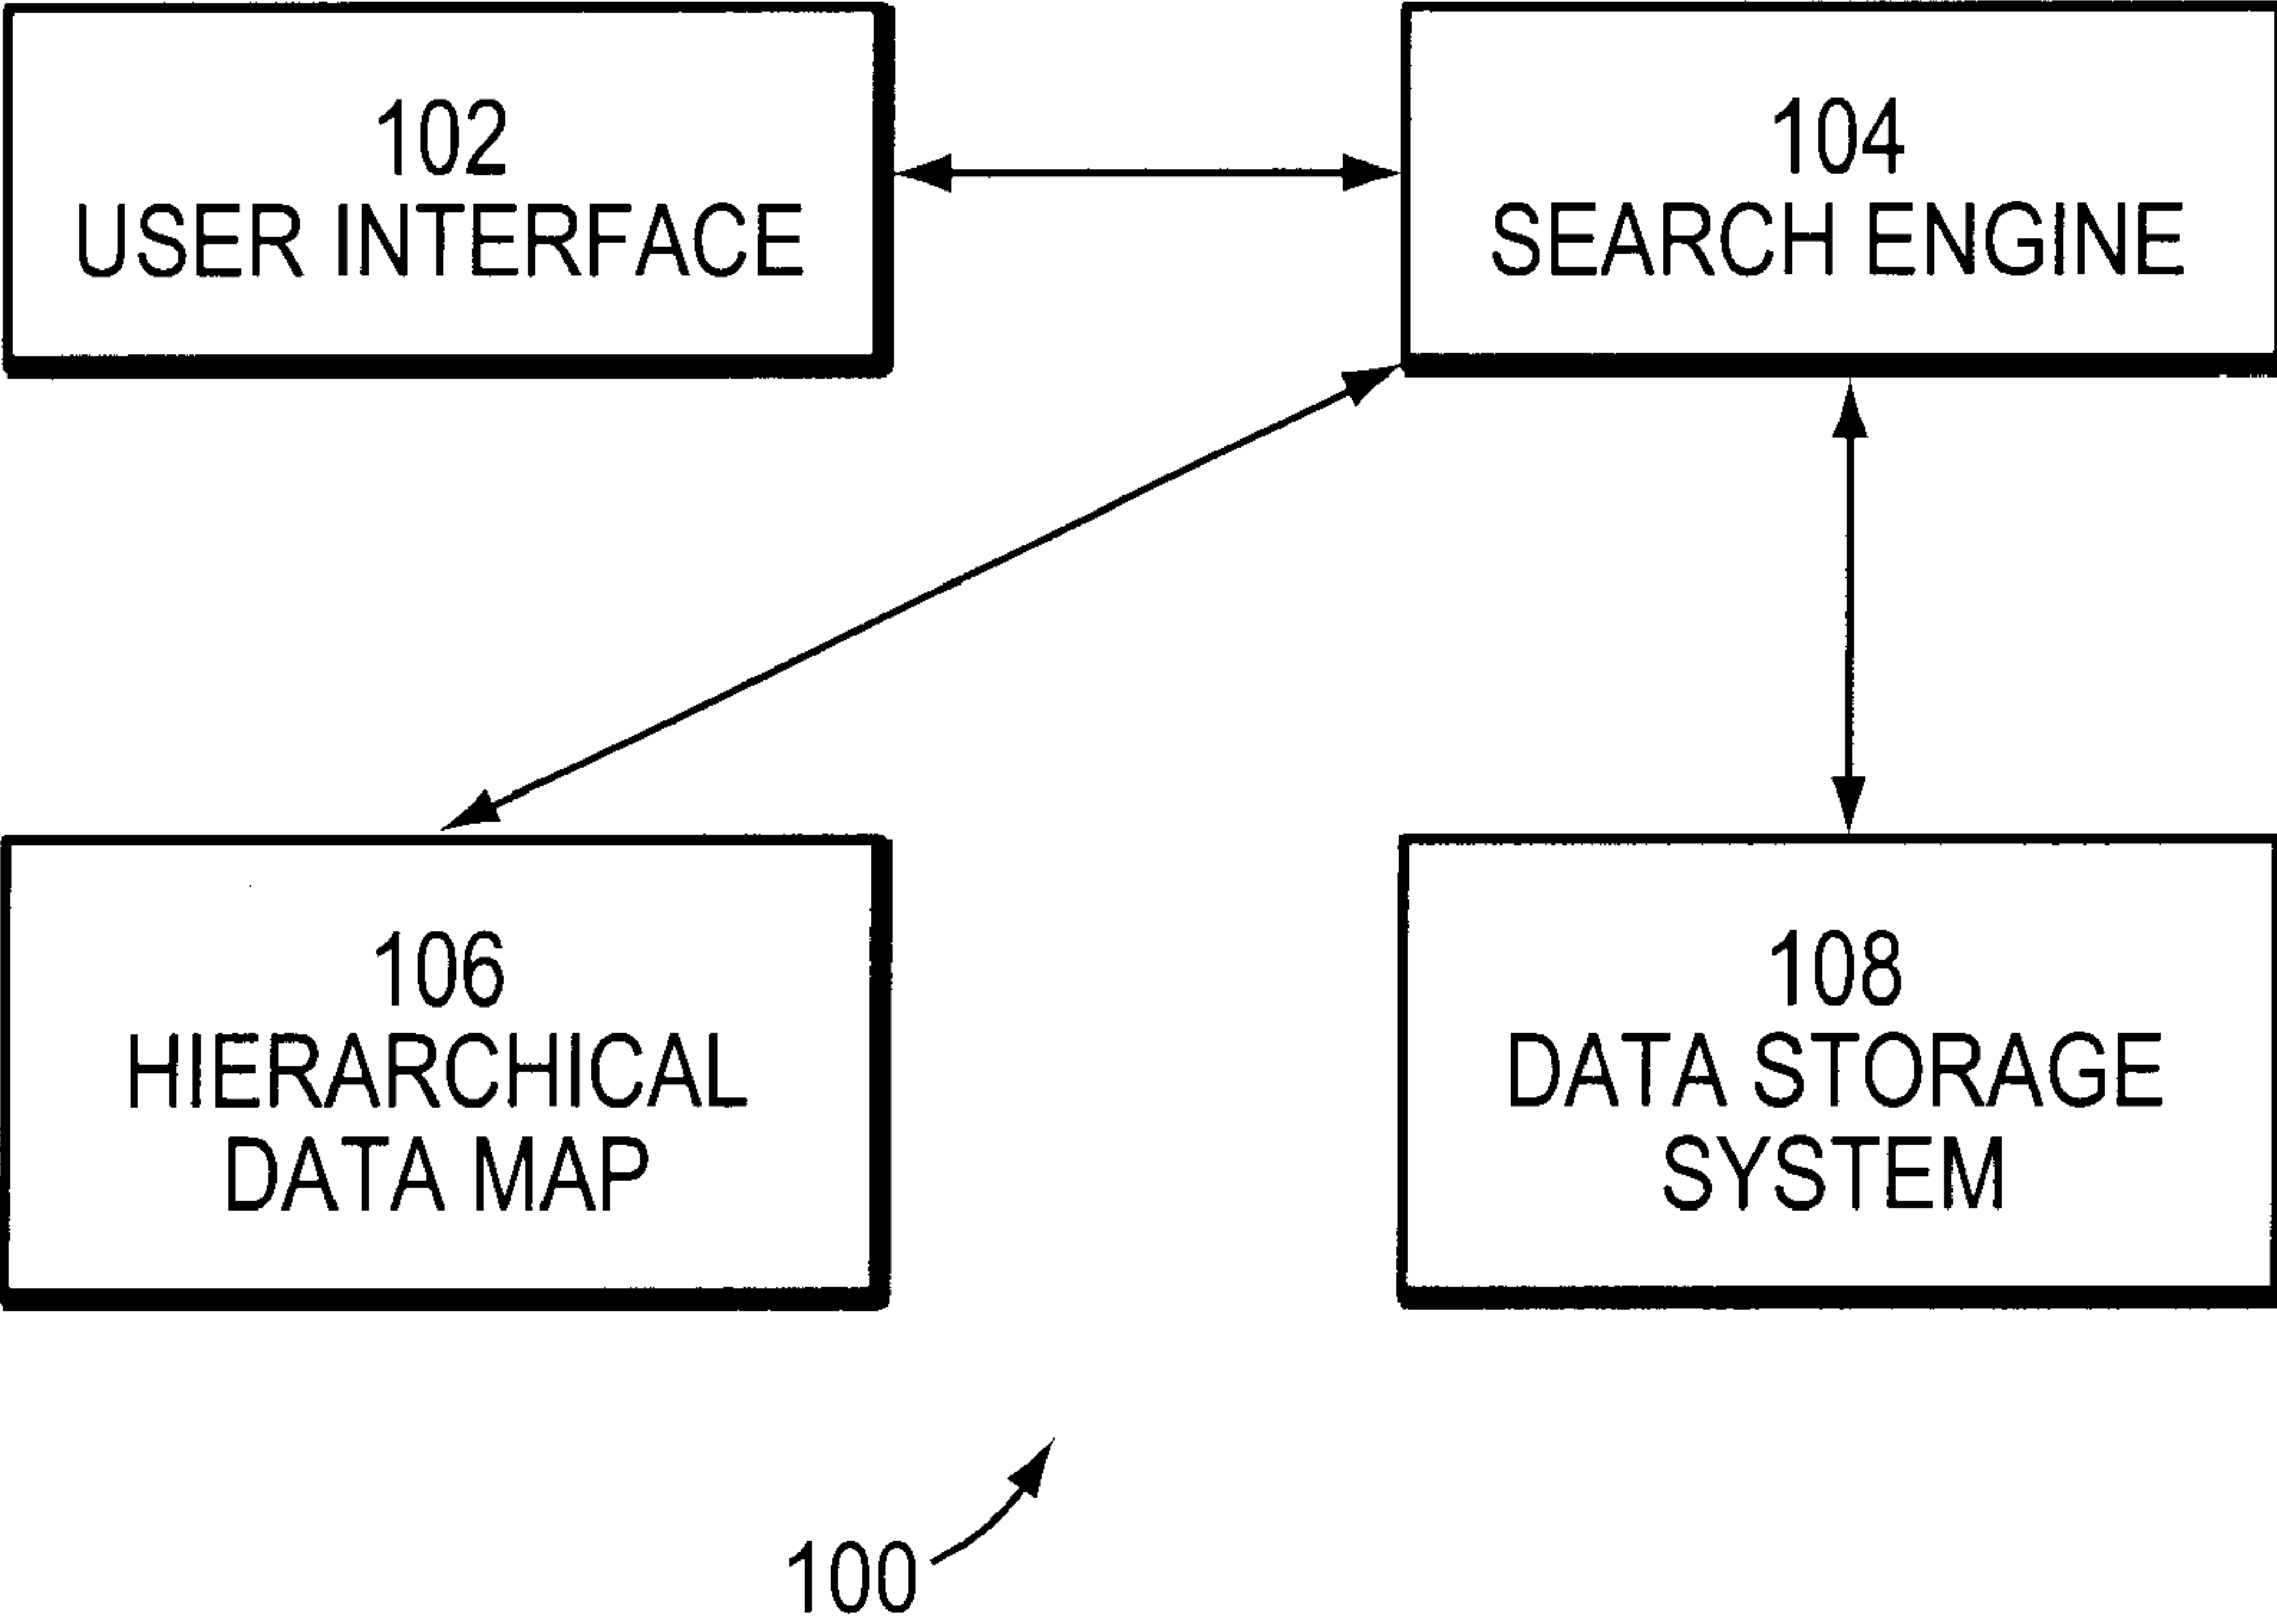 102
USER INTERFACE
104
SEARCH ENGINE
106
HIERARCHICAL
DATA MAP
108
DATA STORAGE
SYSTEM
100